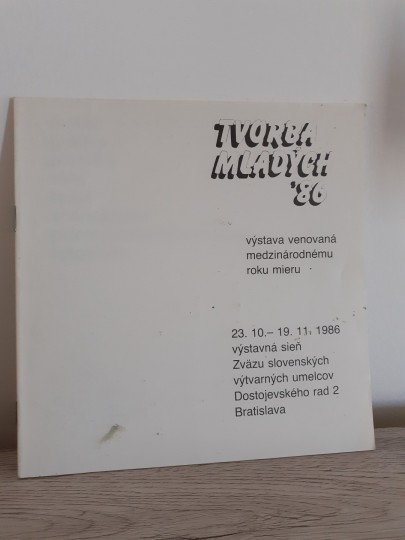 TVORBA
MLADÝCH
'86
výstava venovaná
medzinárodnému
roku mieru
23. 10.– 19. 11. 1986
výstavná sieň
Zväzu slovenských
výtvarných umelcov
Dostojevského rad 2
Bratislava